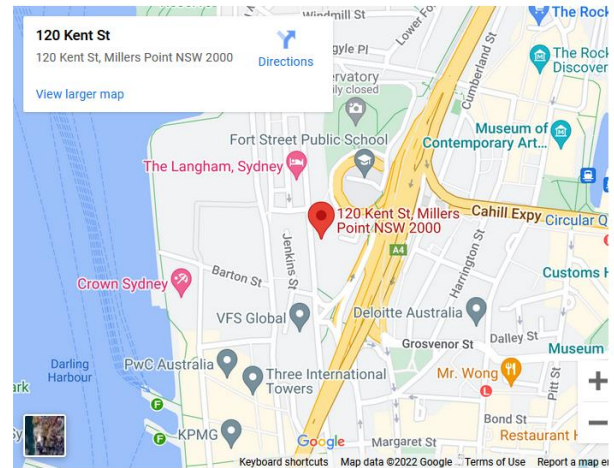 120 Kent St
120 Kent St, Millers Point NSW 2000
Directions
View larger map
Windmill St
Lower
The Rock
gyle Pl
Cumberland St
The Rock
Discover
ervatory
ily closed
Museum of
Contemporary Art...
Fort Street Public School
The Langham, Sydney
120 Kent St, Millers
Point NSW 2000
Cahill Expy
Circular Q
A4
Jenkins St
Harrington St
Barton St
Customs H
Crown Sydney
VFS Global
Deloitte Australia
Dalley St
Grosvenor St
Museum
Darling
Harbour
PwC Australia
Three International
Towers
Mr. Wong
Pitt St
ark
L
F
+
Bond St
Restaurant H
Sy
F
KPMG
Google
Margaret St
−
Keyboard shortcuts
Map data ©2022 Google
Terms of Use
Report a map e